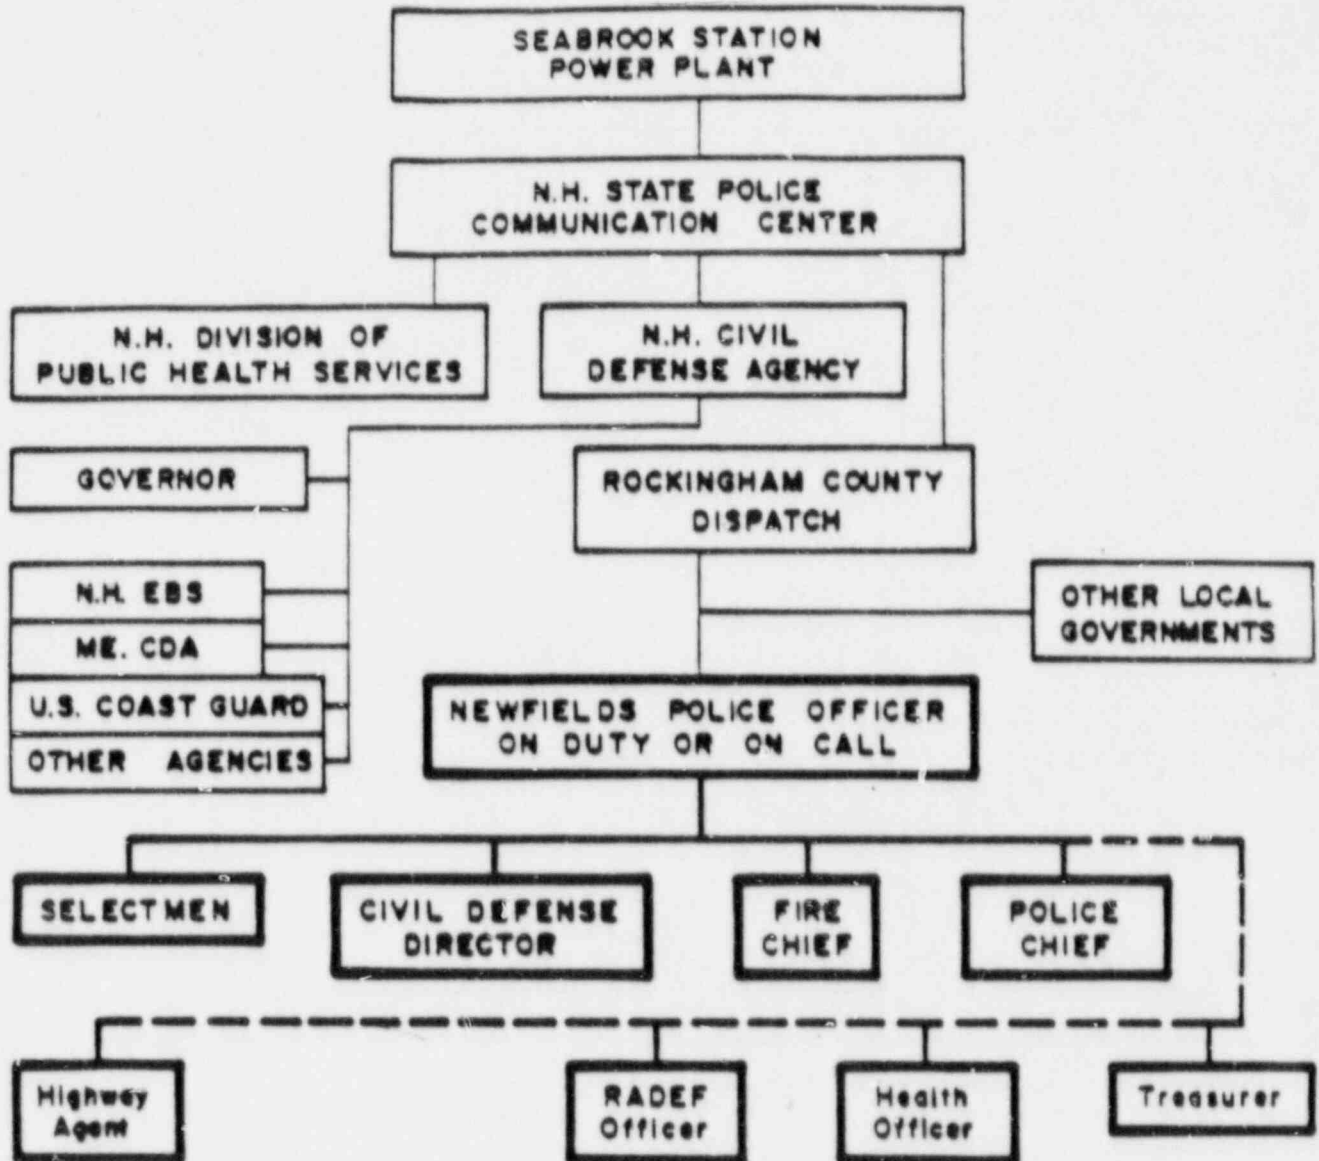 SEABROOK STATION
POWER PLANT
N.H. STATE POLICE
COMMUNICATION CENTER
N.H. DIVISION OF
PUBLIC HEALTH SERVICES
N.H. CIVIL
DEFENSE AGENCY
GOVERNOR
ROCKINGHAM COUNTY
DISPATCH
N.H. EBS
ME. CDA
U.S. COAST GUARD
OTHER AGENCIES
OTHER LOCAL
GOVERNMENTS
NEWFIELDS POLICE OFFICER
ON DUTY OR ON CALL
SELECTMEN
CIVIL DEFENSE
DIRECTOR
FIRE
CHIEF
POLICE
CHIEF
Highway
Agent
RADEF
Officer
Health
Officer
Treasurer